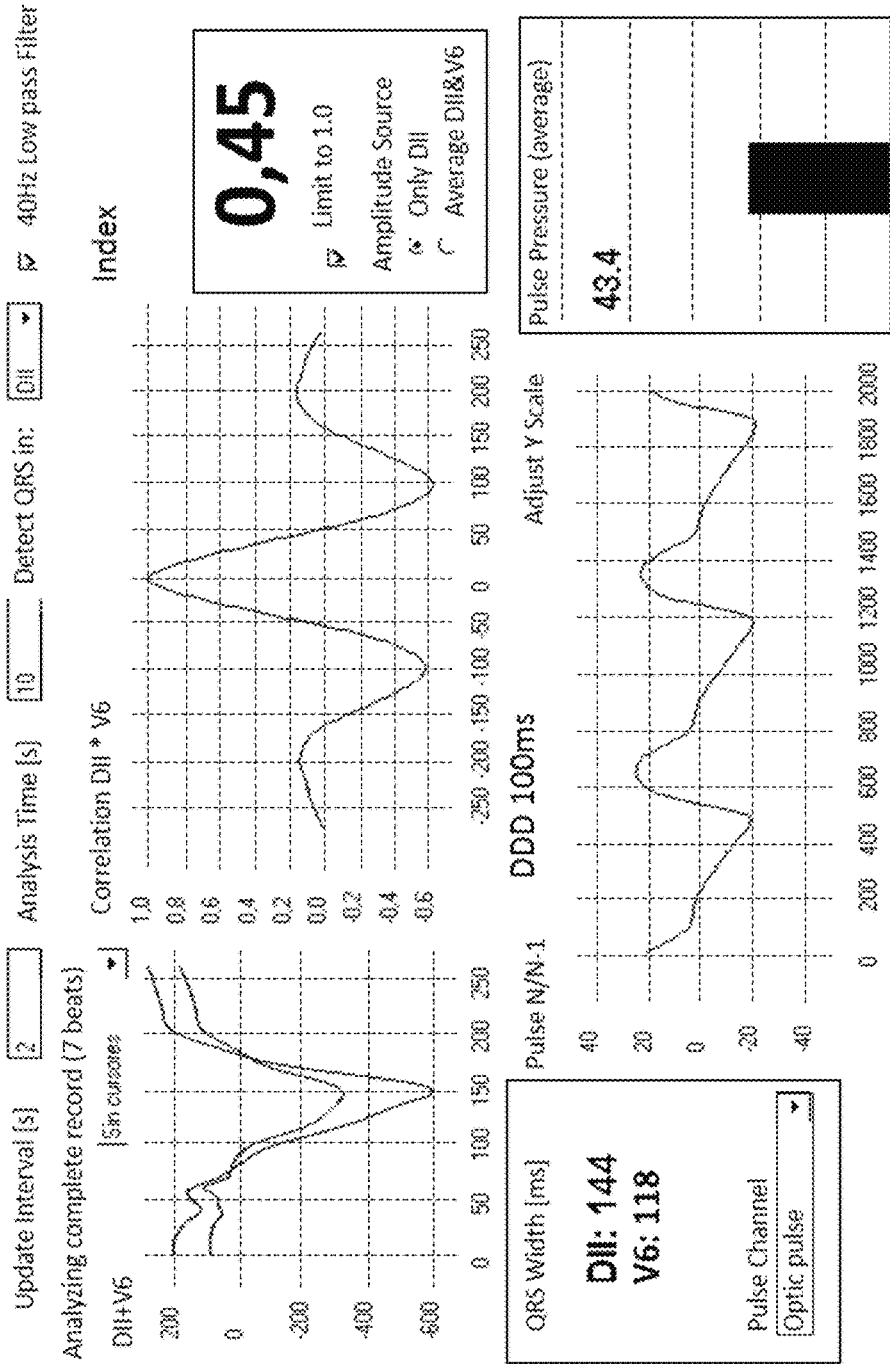 Update Interval [s] 2 Analysis Time [s] 10 Detect QRS in: DII 40Hz Low pass Filter
Analyzing complete record (7 beats)
DII+V6
Sin cursores
200
0
-200
-400
-600
0 50 100 150 200 250
Correlation DII * V6
1,0
0,8
0,6
0,4
0,2
0,0
-0,2
-0,4
-0,6
-250 -200 -150 -100 -50 0 50 100 150 200 250
Index
0,45
Limit to 1.0
Amplitude Source
Only DII
Average DII&V6
QRS Width [ms]
DII: 144
V6: 118
Pulse Channel
Optic pulse
Pulse N/N-1
DDD 100ms
Adjust Y Scale
40
20
0
-20
-40
0 200 400 600 800 1000 1200 1400 1600 1800 2000
Pulse Pressure (average)
43.4